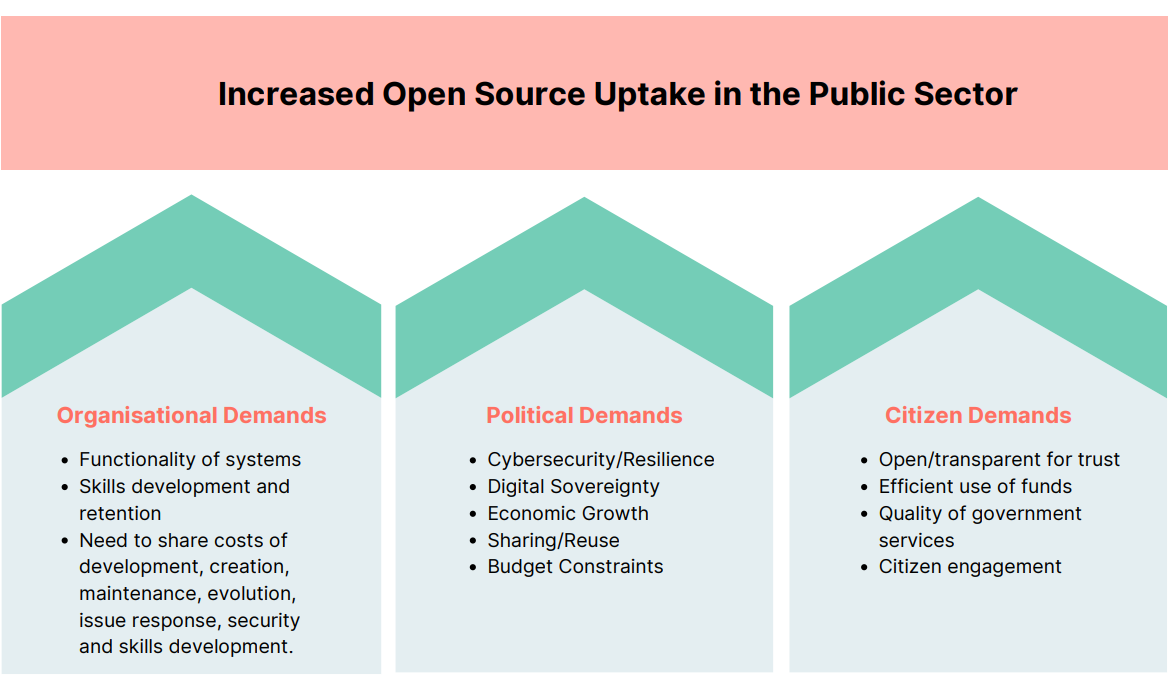 Increased Open Source Uptake in the Public Sector
Organisational Demands
• Functionality of systems
• Skills development and
retention
• Need to share costs of
development, creation,
maintenance, evolution,
issue response, security
and skills development.
Political Demands
• Cybersecurity/Resilience
• Digital Sovereignty
• Economic Growth
• Sharing/Reuse
• Budget Constraints
Citizen Demands
• Open/transparent for trust
• Efficient use of funds
• Quality of government
services
• Citizen engagement